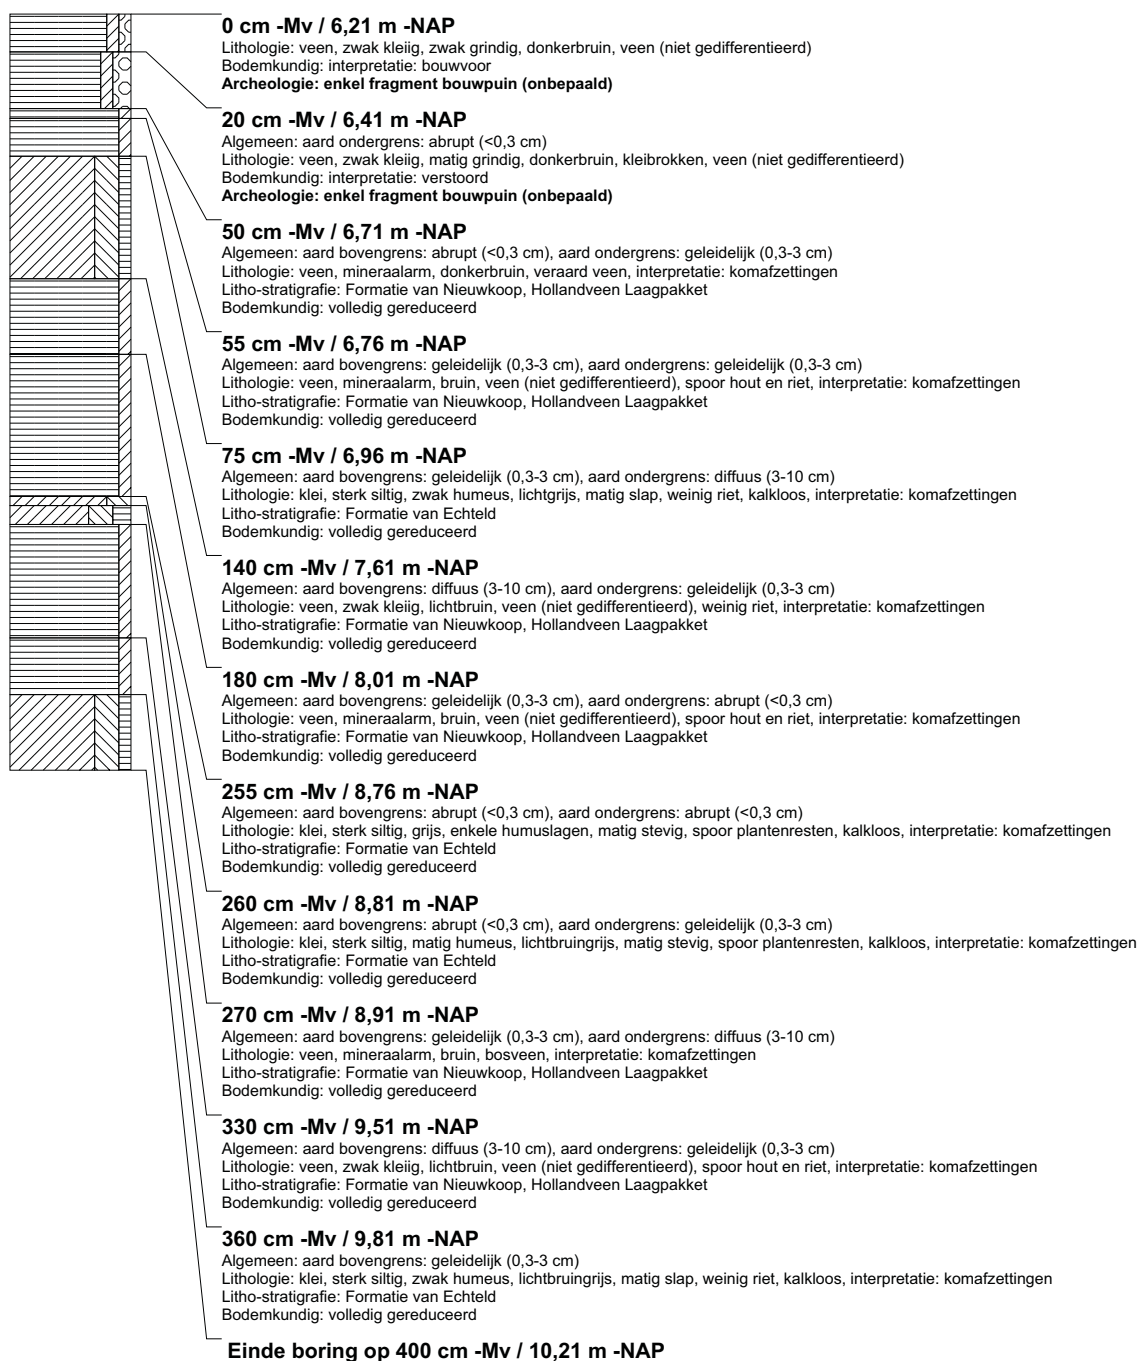 0 cm -Mv / 6,21 m -NAP
Lithologie: veen, zwak kleiig, zwak grindig, donkerbruin, veen (niet gedifferentieerd)
Bodemkundig: interpretatie: bouwvoor
Archeologie: enkel fragment bouwpuin (onbepaald)
20 cm -Mv / 6,41 m -NAP
Algemeen: aard ondergrens: abrupt (<0,3 cm)
Lithologie: veen, zwak kleiig, matig grindig, donkerbruin, kleibrokken, veen (niet gedifferentieerd)
Bodemkundig: interpretatie: verstoord
Archeologie: enkel fragment bouwpuin (onbepaald)
50 cm -Mv / 6,71 m -NAP
Algemeen: aard bovengrens: abrupt (<0,3 cm), aard ondergrens: geleidelijk (0,3-3 cm)
Lithologie: veen, mineraalarm, donkerbruin, veraard veen, interpretatie: komafzettingen
Litho-stratigrafie: Formatie van Nieuwkoop, Hollandveen Laagpakket
Bodemkundig: volledig gereduceerd
55 cm -Mv / 6,76 m -NAP
Algemeen: aard bovengrens: geleidelijk (0,3-3 cm), aard ondergrens: geleidelijk (0,3-3 cm)
Lithologie: veen, mineraalarm, bruin, veen (niet gedifferentieerd), spoor hout en riet, interpretatie: komafzettingen
Litho-stratigrafie: Formatie van Nieuwkoop, Hollandveen Laagpakket
Bodemkundig: volledig gereduceerd
75 cm -Mv / 6,96 m -NAP
Algemeen: aard bovengrens: geleidelijk (0,3-3 cm), aard ondergrens: diffuus (3-10 cm)
Lithologie: klei, sterk siltig, zwak humeus, lichtgrijs, matig slap, weinig riet, kalkloos, interpretatie: komafzettingen
Litho-stratigrafie: Formatie van Echteld
Bodemkundig: volledig gereduceerd
140 cm -Mv / 7,61 m -NAP
Algemeen: aard bovengrens: diffuus (3-10 cm), aard ondergrens: geleidelijk (0,3-3 cm)
Lithologie: veen, zwak kleiig, lichtbruin, veen (niet gedifferentieerd), weinig riet, interpretatie: komafzettingen
Litho-stratigrafie: Formatie van Nieuwkoop, Hollandveen Laagpakket
Bodemkundig: volledig gereduceerd
180 cm -Mv / 8,01 m -NAP
Algemeen: aard bovengrens: geleidelijk (0,3-3 cm), aard ondergrens: abrupt (<0,3 cm)
Lithologie: veen, mineraalarm, bruin, veen (niet gedifferentieerd), spoor hout en riet, interpretatie: komafzettingen
Litho-stratigrafie: Formatie van Nieuwkoop, Hollandveen Laagpakket
Bodemkundig: volledig gereduceerd
255 cm -Mv / 8,76 m -NAP
Algemeen: aard bovengrens: abrupt (<0,3 cm), aard ondergrens: abrupt (<0,3 cm)
Lithologie: klei, sterk siltig, grijs, enkele humuslagen, matig stevig, spoor plantenresten, kalkloos, interpretatie: komafzettingen
Litho-stratigrafie: Formatie van Echteld
Bodemkundig: volledig gereduceerd
260 cm -Mv / 8,81 m -NAP
Algemeen: aard bovengrens: abrupt (<0,3 cm), aard ondergrens: geleidelijk (0,3-3 cm)
Lithologie: klei, sterk siltig, matig humeus, lichtbruingrijs, matig stevig, spoor plantenresten, kalkloos, interpretatie: komafzettingen
Litho-stratigrafie: Formatie van Echteld
Bodemkundig: volledig gereduceerd
270 cm -Mv / 8,91 m -NAP
Algemeen: aard bovengrens: geleidelijk (0,3-3 cm), aard ondergrens: diffuus (3-10 cm)
Lithologie: veen, mineraalarm, bruin, bosveen, interpretatie: komafzettingen
Litho-stratigrafie: Formatie van Nieuwkoop, Hollandveen Laagpakket
Bodemkundig: volledig gereduceerd
330 cm -Mv / 9,51 m -NAP
Algemeen: aard bovengrens: diffuus (3-10 cm), aard ondergrens: geleidelijk (0,3-3 cm)
Lithologie: veen, zwak kleiig, lichtbruin, veen (niet gedifferentieerd), spoor hout en riet, interpretatie: komafzettingen
Litho-stratigrafie: Formatie van Nieuwkoop, Hollandveen Laagpakket
Bodemkundig: volledig gereduceerd
360 cm -Mv / 9,81 m -NAP
Algemeen: aard bovengrens: geleidelijk (0,3-3 cm)
Lithologie: klei, sterk siltig, zwak humeus, lichtbruingrijs, matig slap, weinig riet, kalkloos, interpretatie: komafzettingen
Litho-stratigrafie: Formatie van Echteld
Bodemkundig: volledig gereduceerd
Einde boring op 400 cm -Mv / 10,21 m -NAP